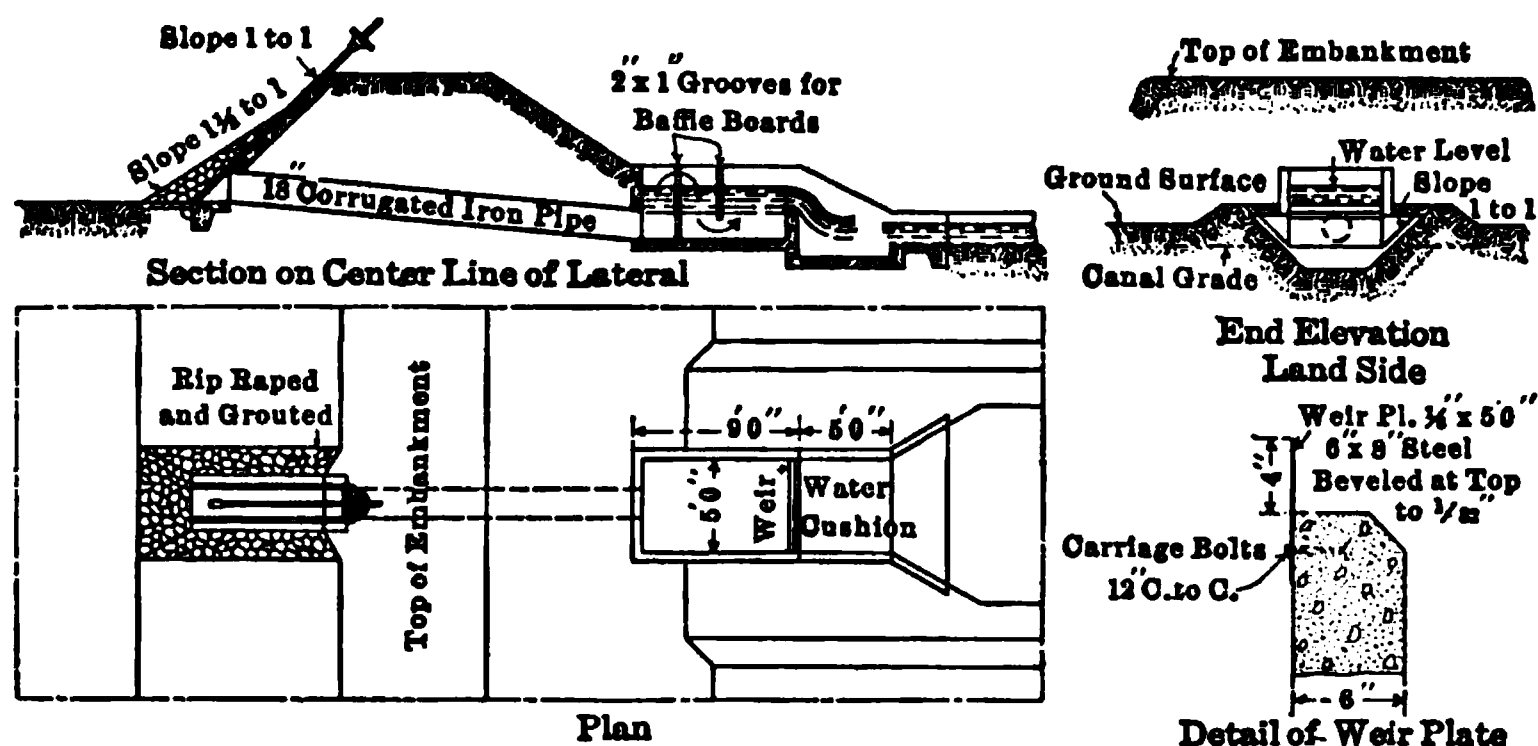 Slope 1 to 1
Slope 1½ to 1
2" x 1" Grooves for
Baffle Boards
18" Corrugated Iron Pipe
Section on Center Line of Lateral
Top of Embankment
Water Level
Ground Surface
Slope
1 to 1
Canal Grade
End Elevation
Land Side
Rip Raped
and Grouted
Top of Embankment
9'0"
5'0"
5'0"
Weir
Water
Cushion
Plan
Weir Pl. x 5'0"
6" x 8" Steel
Beveled at Top
to 1/32"
4"
Carriage Bolts
12" C. to C.
6"
Detail of Weir Plate